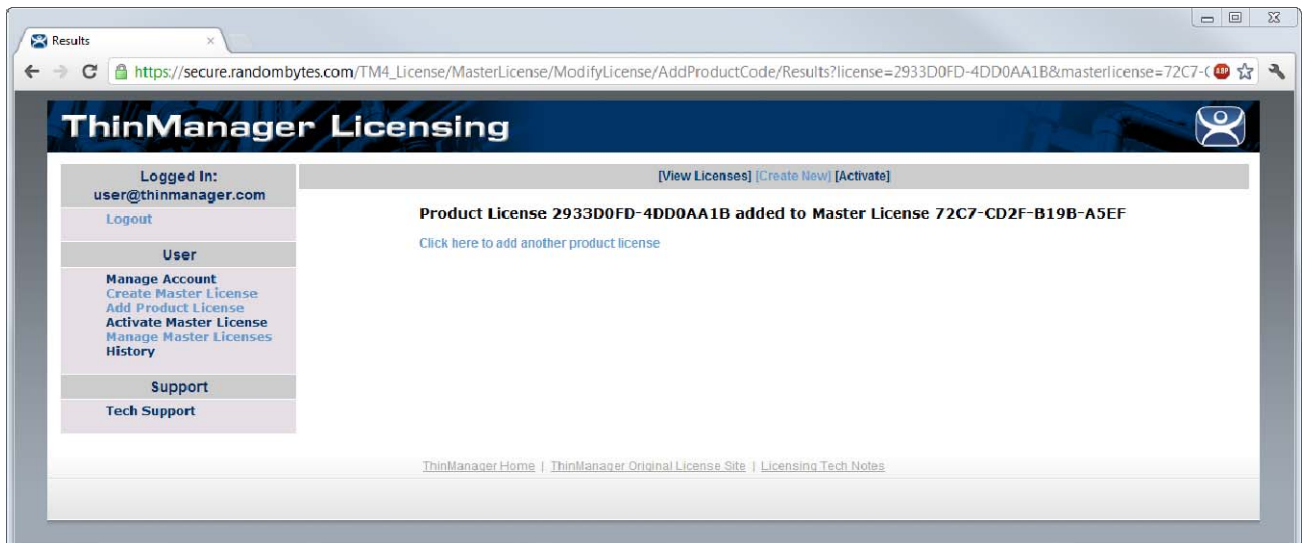 Results
https://secure.randombytes.com/TM4_License/MasterLicense/ModifyLicense/AddProductCode/Results?license=2933D0FD-4DD0AA1B&masterlicense=72C7-C
ABP
ThinManager Licensing
Logged In:
user@thinmanager.com
Logout
User
Manage Account
Create Master License
Add Product License
Activate Master License
Manage Master Licenses
History
Support
Tech Support
[View Licenses] [Create New] [Activate]
Product License 2933D0FD-4DD0AA1B added to Master License 72C7-CD2F-B19B-A5EF
Click here to add another product license
ThinManager Home | ThinManager Original License Site | Licensing Tech Notes